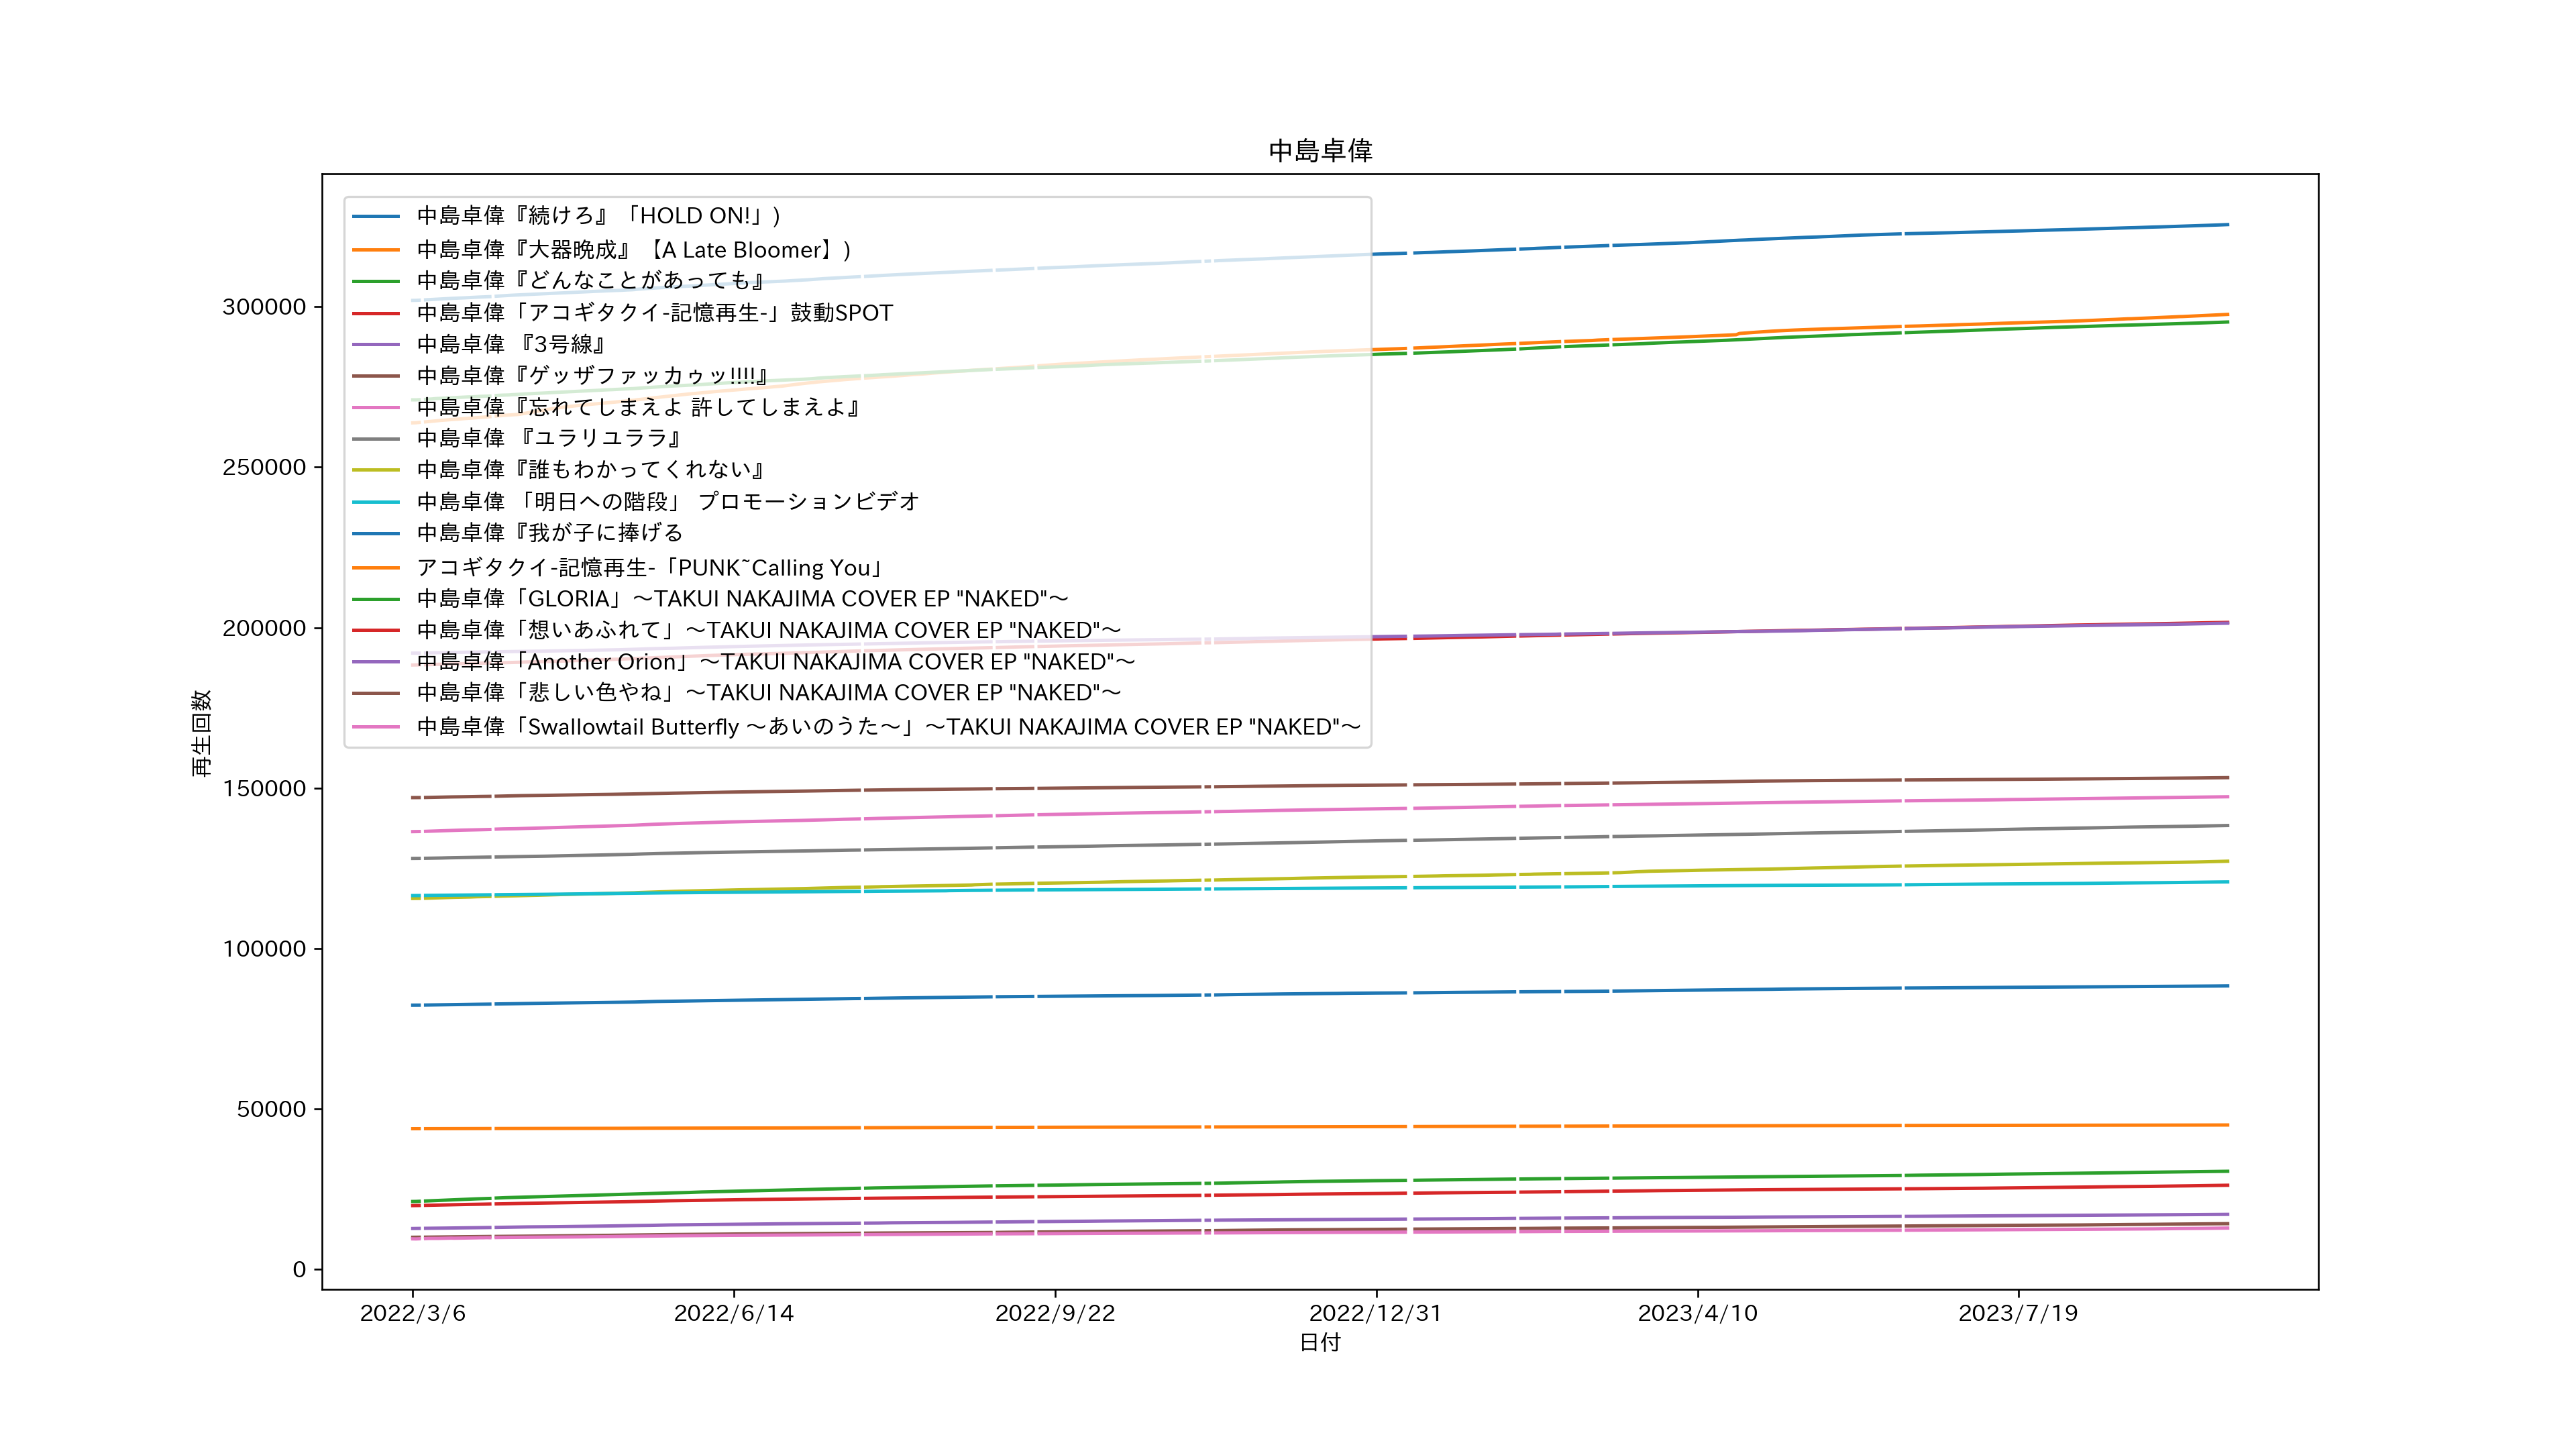 中島卓偉
中島卓偉『続けろ』「HOLD ON!」)
中島卓偉『大器晩成』【A Late Bloomer】)
中島卓偉『どんなことがあっても』
中島卓偉「アコギタクイ-記憶再生-」鼓動SPOT
中島卓偉 『3号線』
中島卓偉『ゲッザファッカゥッ!!!!』
中島卓偉『忘れてしまえよ 許してしまえよ』
中島卓偉 『ユラリユララ』
中島卓偉『誰もわかってくれない』
中島卓偉 「明日への階段」 プロモーションビデオ
中島卓偉『我が子に捧げる
アコギタクイ-記憶再生-「PUNK~Calling You」
中島卓偉「GLORIA」～TAKUI NAKAJIMA COVER EP "NAKED"～
中島卓偉「想いあふれて」～TAKUI NAKAJIMA COVER EP "NAKED"～
中島卓偉「Another Orion」～TAKUI NAKAJIMA COVER EP "NAKED"～
中島卓偉「悲しい色やね」～TAKUI NAKAJIMA COVER EP "NAKED"～
中島卓偉「Swallowtail Butterfly ～あいのうた～」～TAKUI NAKAJIMA COVER EP "NAKED"～
再生回数
300000
250000
200000
150000
100000
50000
0
2022/3/6
2022/6/14
2022/9/22
2022/12/31
2023/4/10
2023/7/19
日付